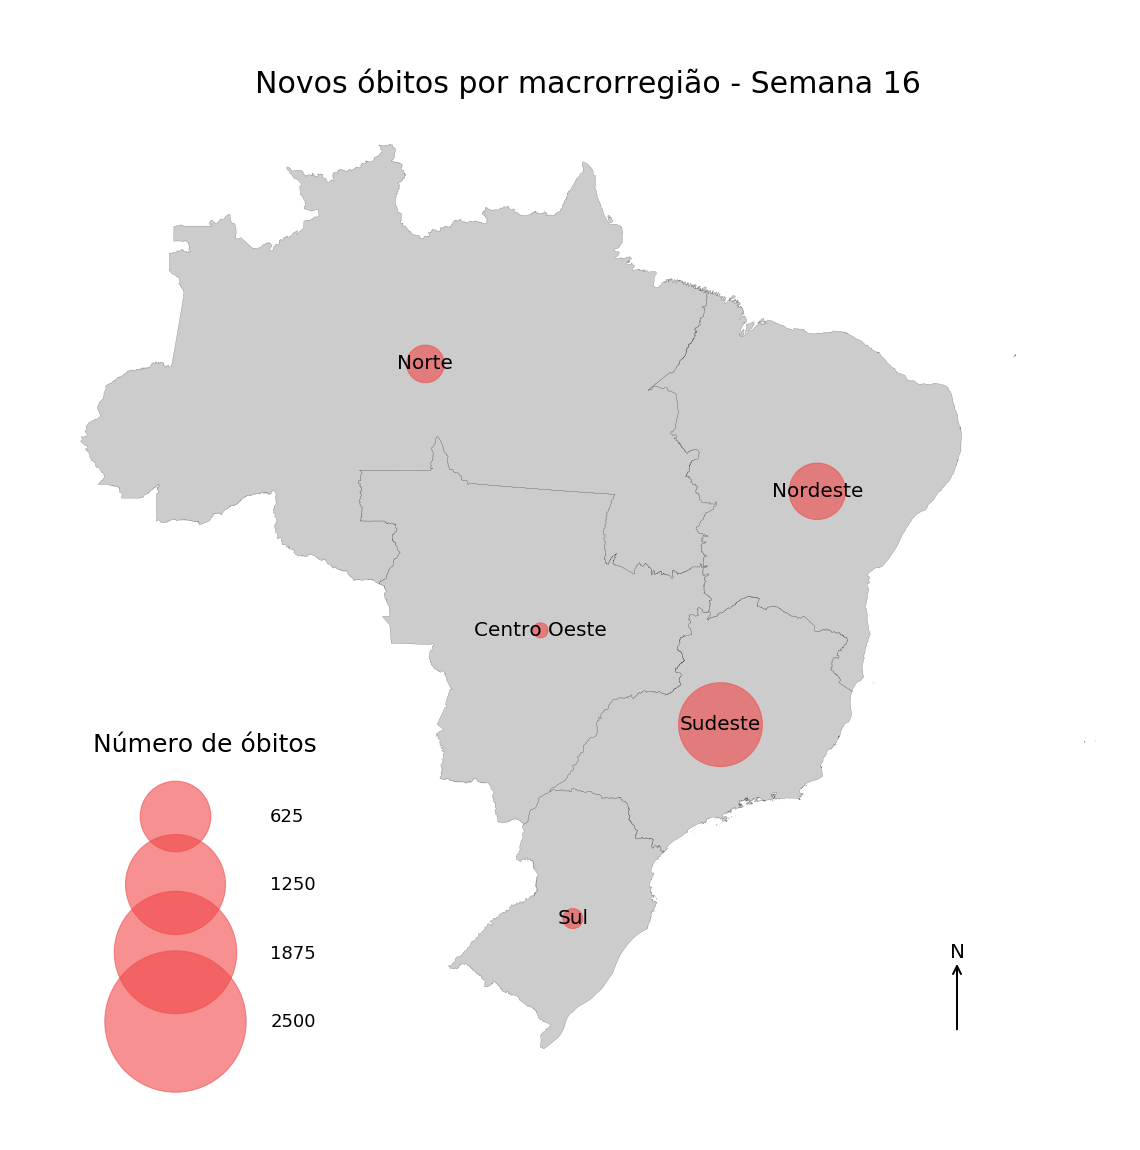 Novos óbitos por macrorregião - Semana 16
Norte
Nordeste
Centro Oeste
Sudeste
Número de óbitos
625
1250
Sul
1875
N
2500